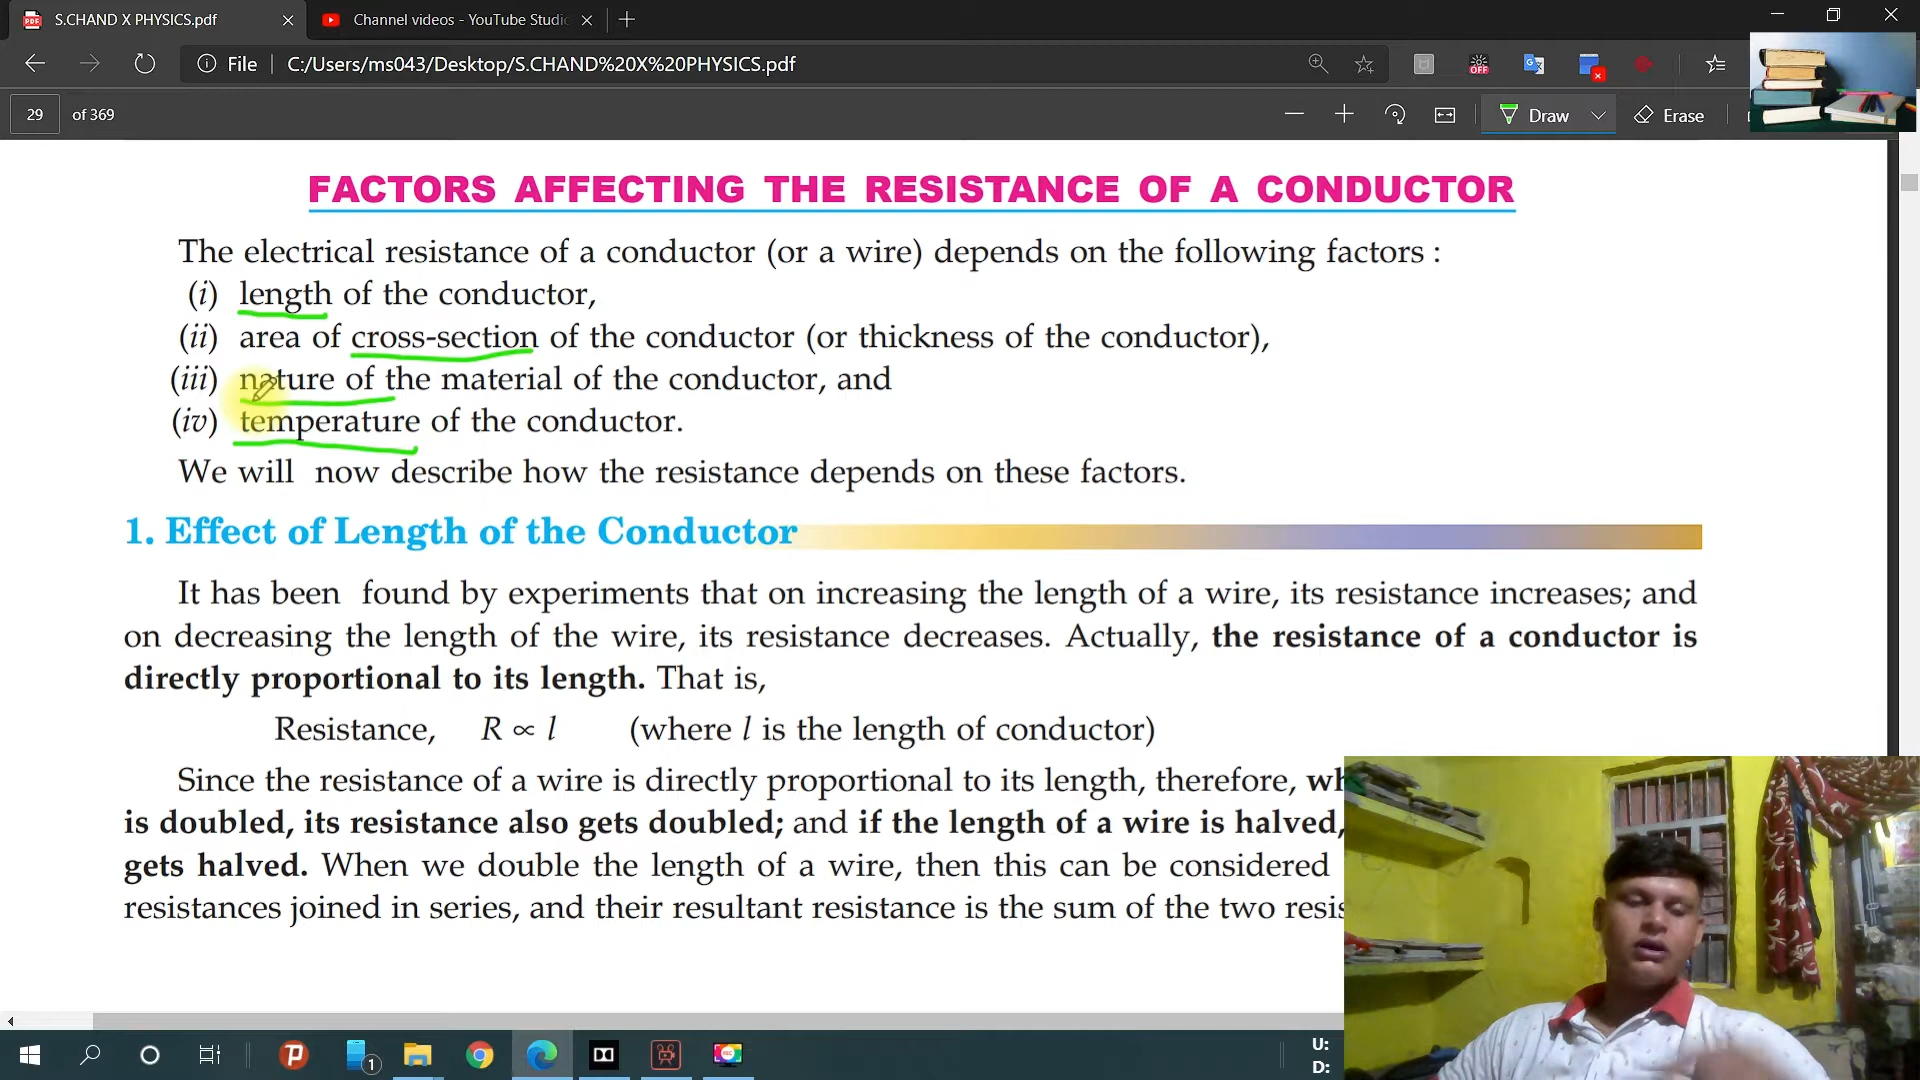 S.CHAND X PHYSICS.pdf
Channel videos - YouTube Studio
File
C:/Users/ms043/Desktop/S.CHAND%20X%20PHYSICS.pdf
OFF
29 of 369
Draw
Erase
FACTORS AFFECTING THE RESISTANCE OF A CONDUCTOR
The electrical resistance of a conductor (or a wire) depends on the following factors :
(i) length of the conductor,
(ii) area of cross-section of the conductor (or thickness of the conductor),
(iii) nature of the material of the conductor, and
(iv) temperature of the conductor.
We will now describe how the resistance depends on these factors.
1. Effect of Length of the Conductor
It has been found by experiments that on increasing the length of a wire, its resistance increases; and
on decreasing the length of the wire, its resistance decreases. Actually, the resistance of a conductor is
directly proportional to its length. That is,
Resistance, R ∝ l (where l is the length of conductor)
Since the resistance of a wire is directly proportional to its length, therefore,
is doubled, its resistance also gets doubled; and if the length of a wire is halved,
gets halved. When we double the length of a wire, then this can be considered
resistances joined in series, and their resultant resistance is the sum of the two
1
U:
D: